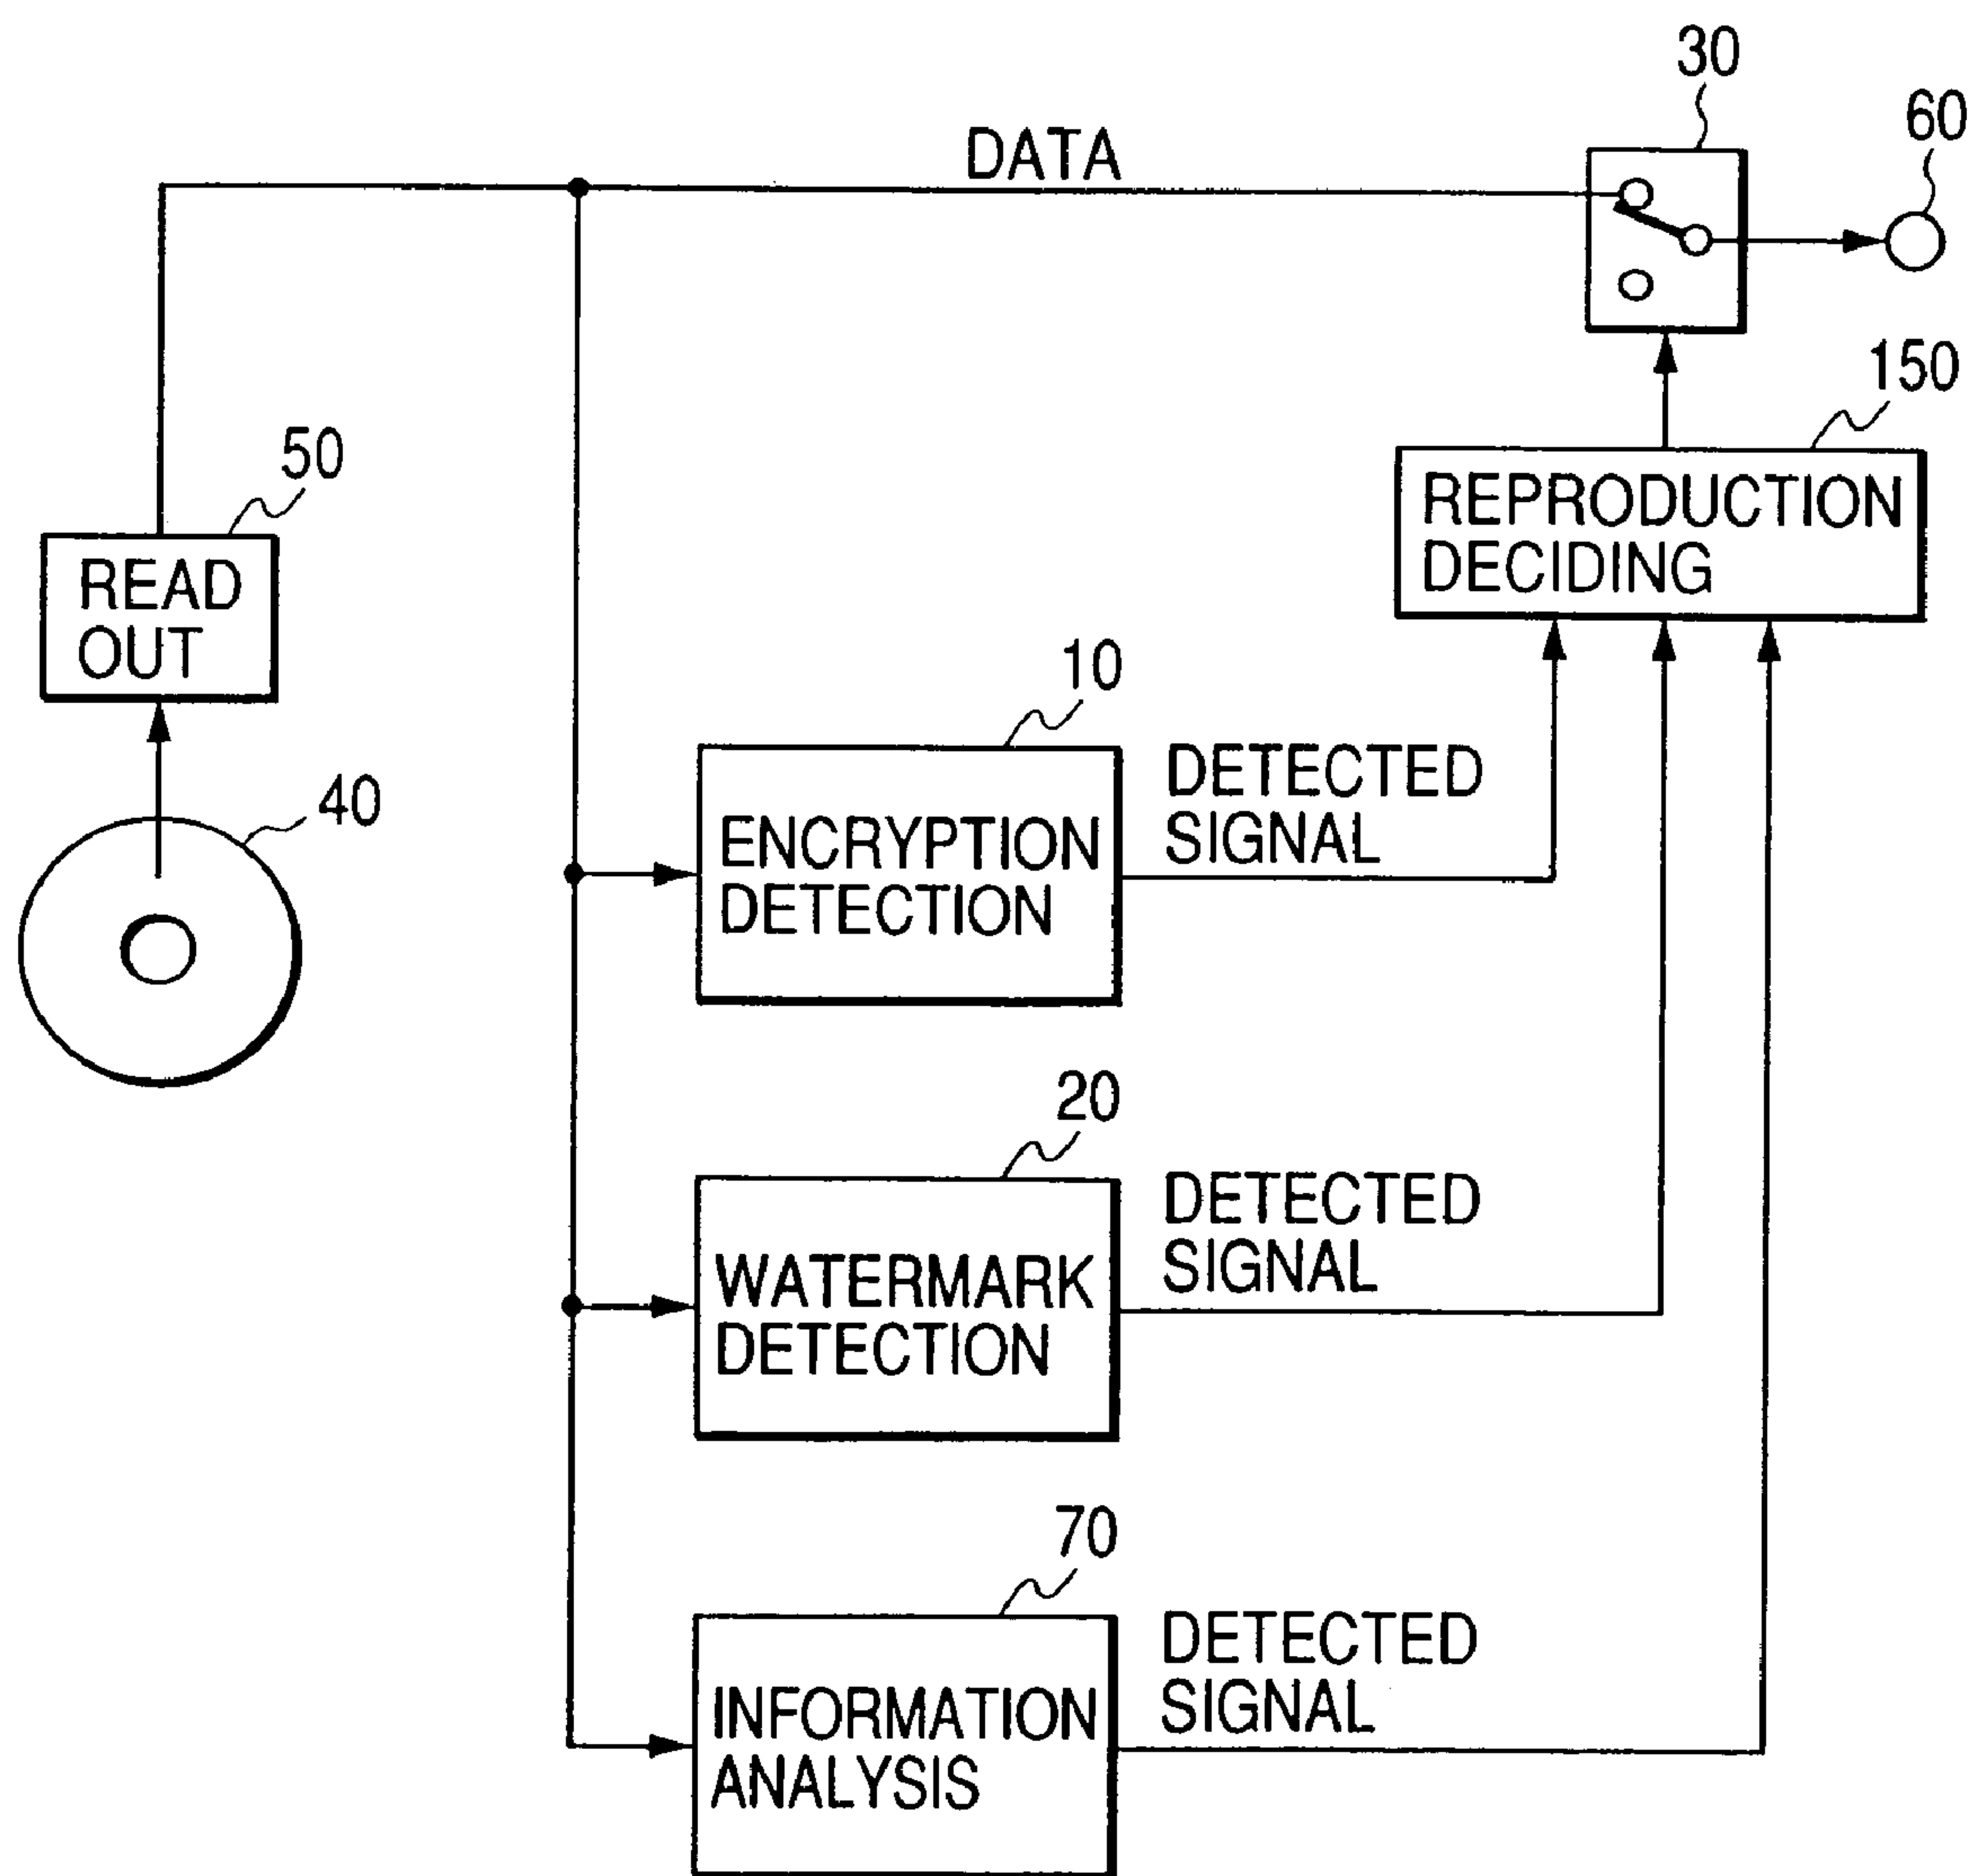 30
60
DATA
150
50
REPRODUCTION
DECIDING
READ
OUT
10
DETECTED
SIGNAL
40
ENCRYPTION
DETECTION
20
DETECTED
SIGNAL
WATERMARK
DETECTION
70
DETECTED
SIGNAL
INFORMATION
ANALYSIS